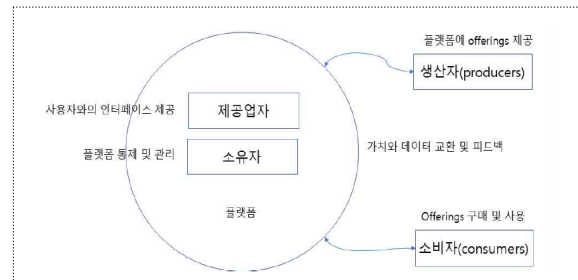 플랫폼에 offerings 제공
생산자(producers)
사용자와의 인터페이스 제공
제공업자
플랫폼 통제 및 관리
소유자
가치와 데이터 교환 및 피드백
플랫폼
Offerings 구매 및 사용
소비자(consumers)